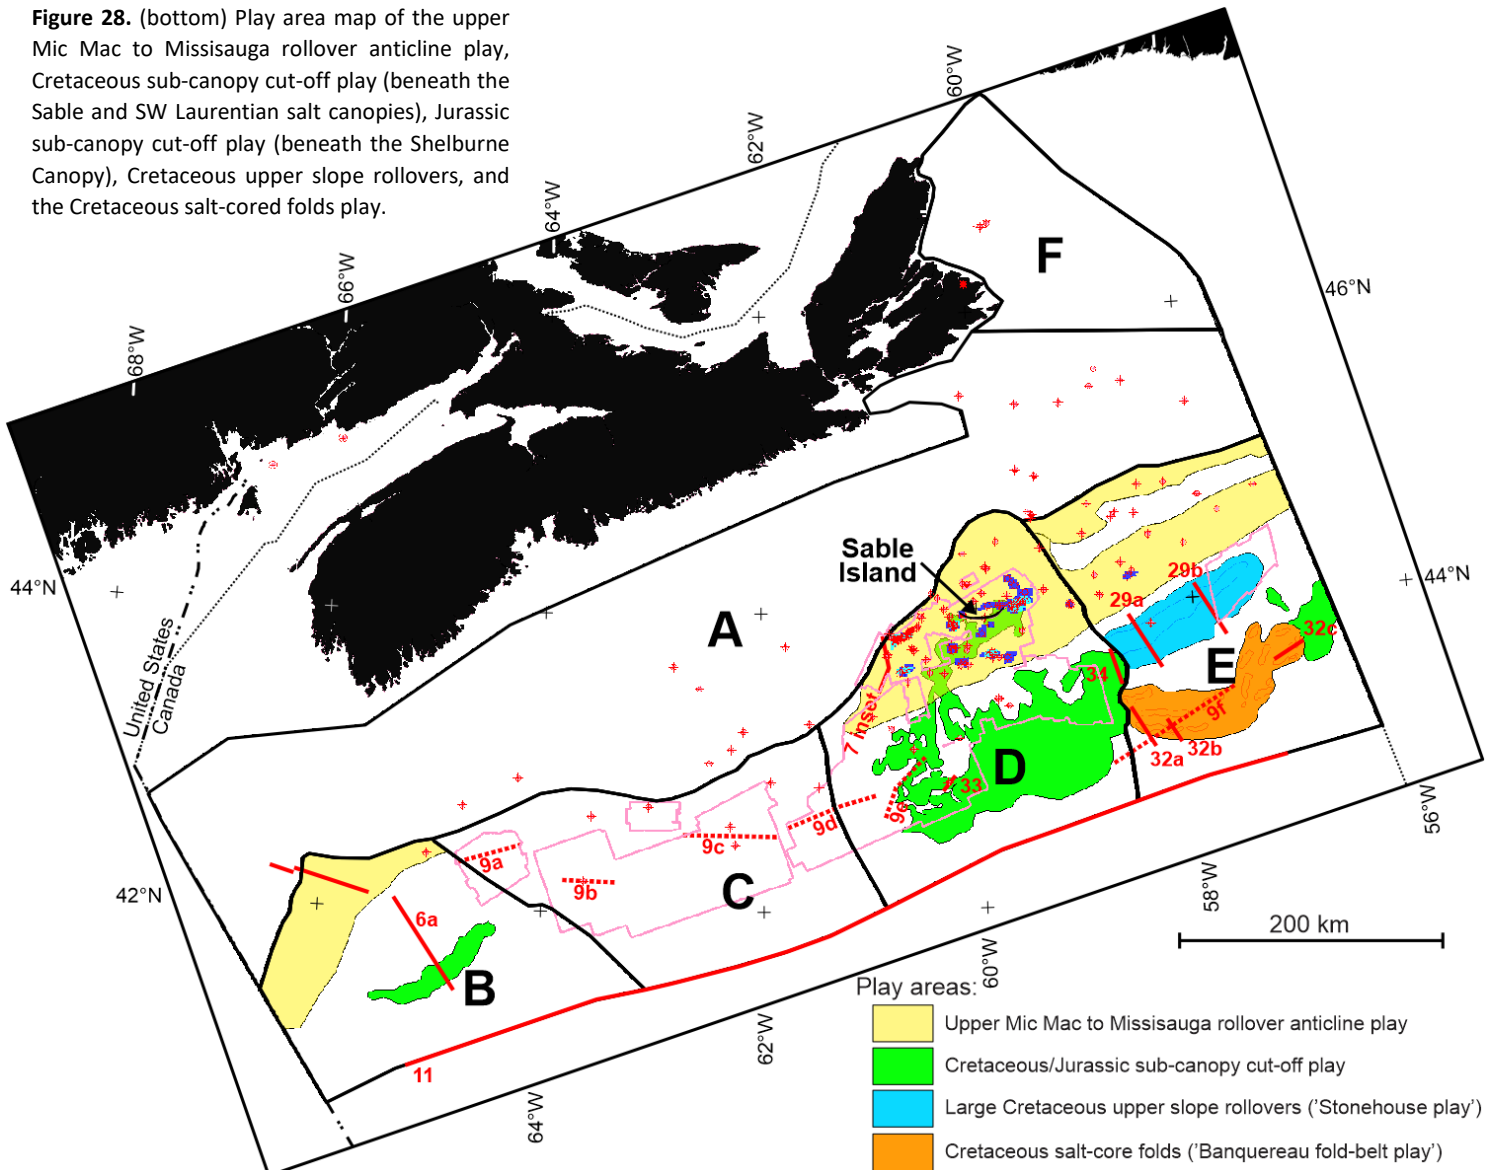 Figure 28. (bottom) Play area map of the upper
Mic Mac to Missisauga rollover anticline play,
Cretaceous sub-canopy cut-off play (beneath the
Sable and SW Laurentian salt canopies), Jurassic
sub-canopy cut-off play (beneath the Shelburne
Canopy), Cretaceous upper slope rollovers, and
the Cretaceous salt-cored folds play.
60°W
62°W
64°W
66°W
68°W
F
46°N
44°N
44°N
Sable
Island
A
29b
29a
32c
E
34
9f
32a
32b
7 inset
D
33
9e
9d
9c
9a
9b
C
United States
Canada
42°N
6a
B
11
56°W
58°W
60°W
62°W
64°W
200 km
Play areas:
Upper Mic Mac to Missisauga rollover anticline play
Cretaceous/Jurassic sub-canopy cut-off play
Large Cretaceous upper slope rollovers ('Stonehouse play')
Cretaceous salt-core folds ('Banquereau fold-belt play')